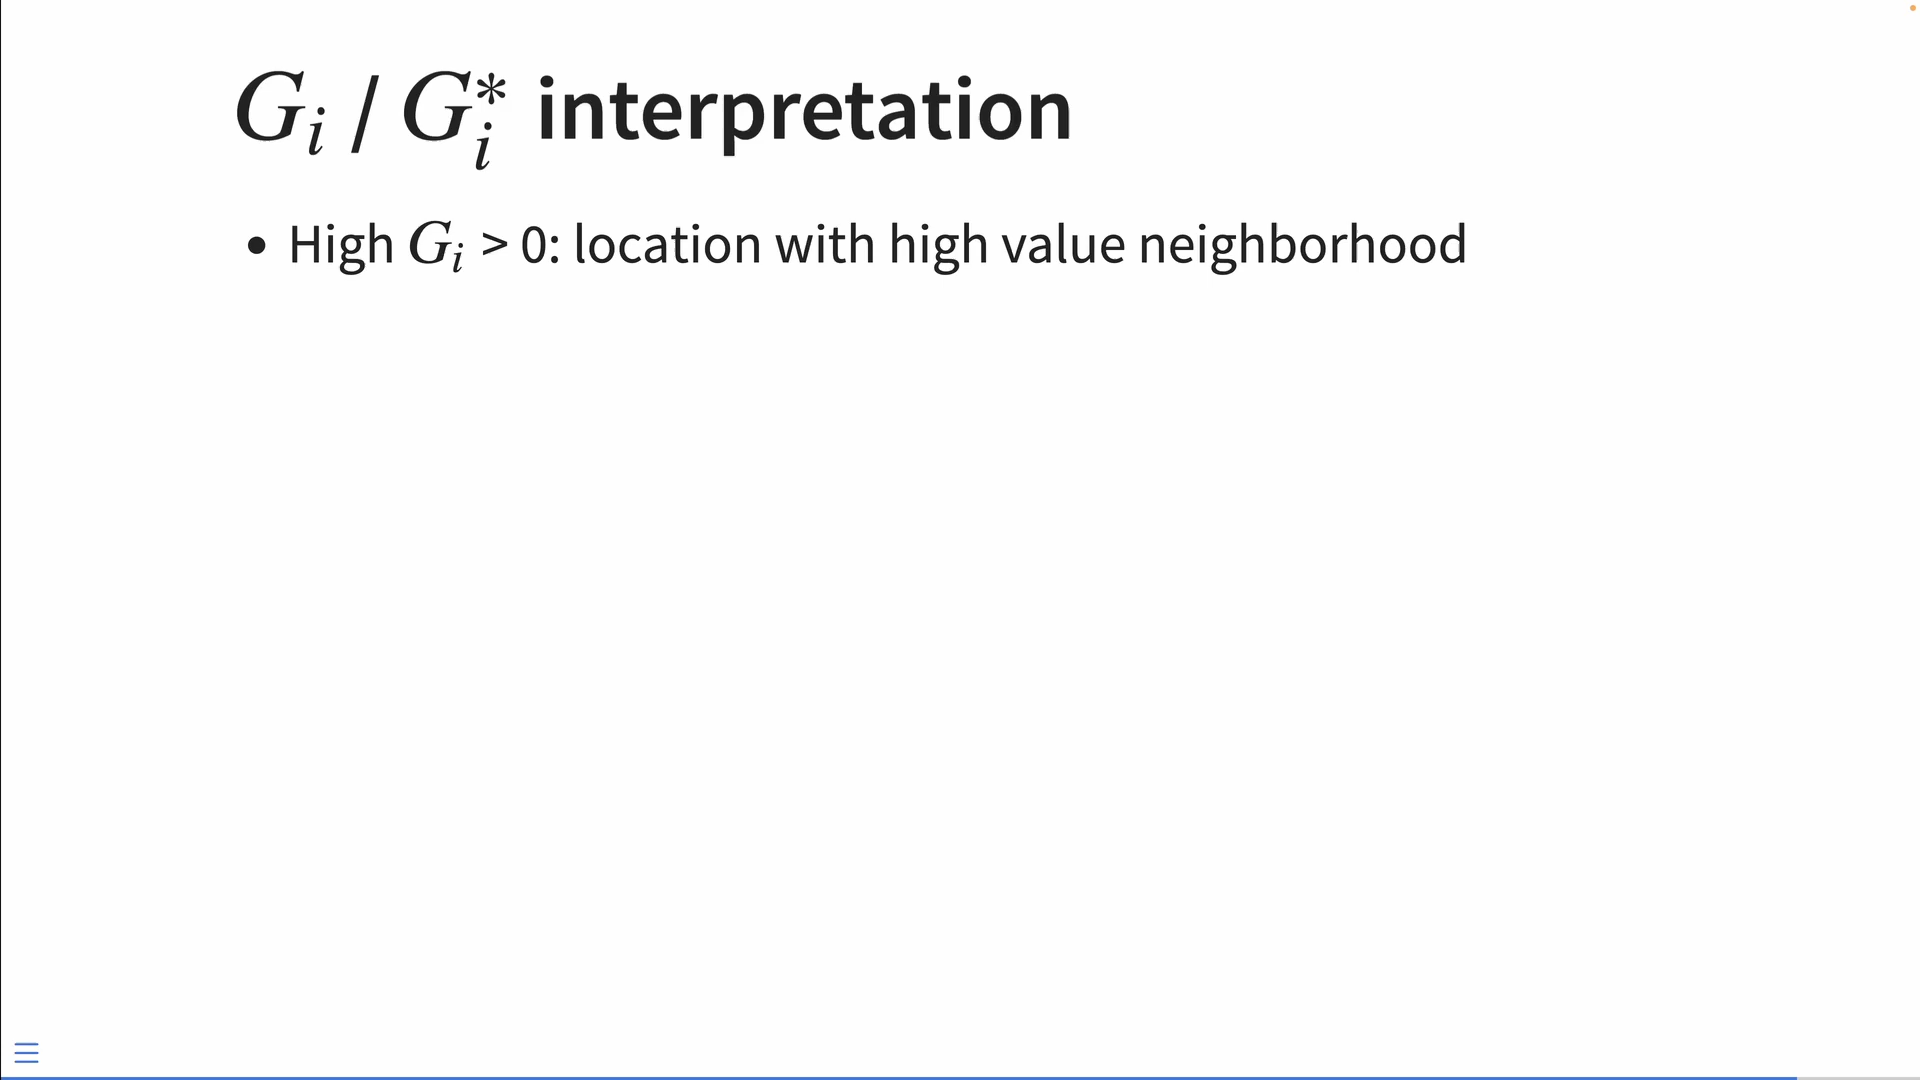 $G_i$ / $G_i^*$ interpretation
• High $G_i$ > 0: location with high value neighborhood